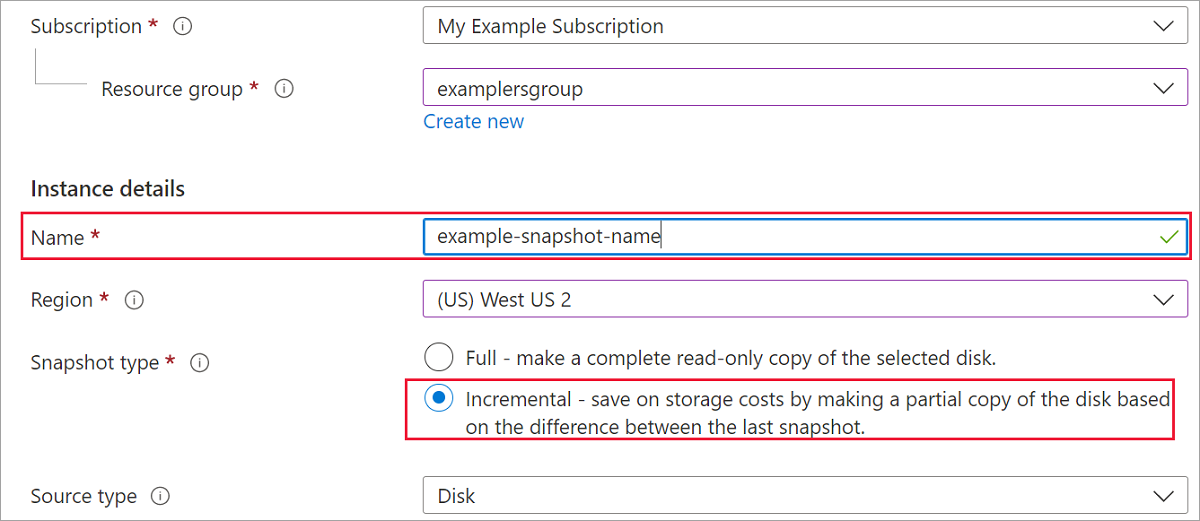 Subscription * My Example Subscription
Resource group * examplersgroup
Create new
Instance details
Name * example-snapshot-name
Region * (US) West US 2
Snapshot type * Full - make a complete read-only copy of the selected disk.
Incremental - save on storage costs by making a partial copy of the disk based
on the difference between the last snapshot.
Source type Disk